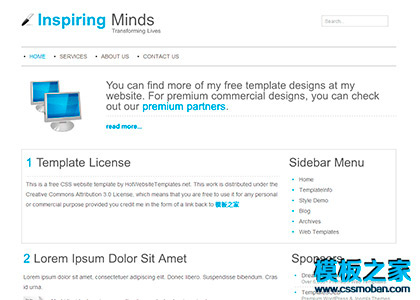 Inspiring Minds
Transforming Lives
Search...
HOME
SERVICES
ABOUT US
CONTACT US
You can find more of my free template designs at my
website. For premium commercial designs, you can check
out our premium partners.
read more...
1 Template License
This is a free CSS website template by HotWebsiteTemplates.net. This work is distributed under the
Creative Commons Attribution 3.0 License, which means that you are free to use it for any personal
or commercial purpose provided you credit me in the form of a link back to 模板之家
Sidebar Menu
Home
TemplateInfo
Style Demo
Blog
Archives
Web Templates
2 Lorem Ipsum Dolor Sit Amet
Lorem ipsum dolor sit amet, consectetuer adipiscing elit. Suspendisse bibendum. Cras id urna.
Sponsors
模板之家
www.cssmoban.com